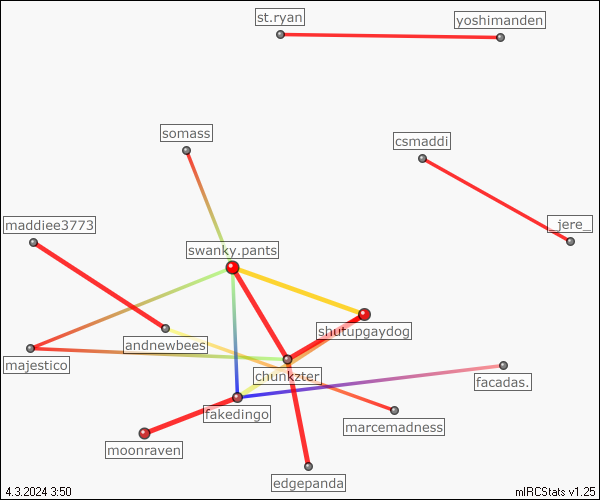 st.ryan
yoshimanden
somass
csmaddi
maddiee3773
_jere_
swanky.pants
shutupgaydog
andnewbees
majestico
chunkzter
facadas.
fakedingo
marcemadness
moonraven
edgepanda
4.3.2024 3:50
mIRCStats v1.25